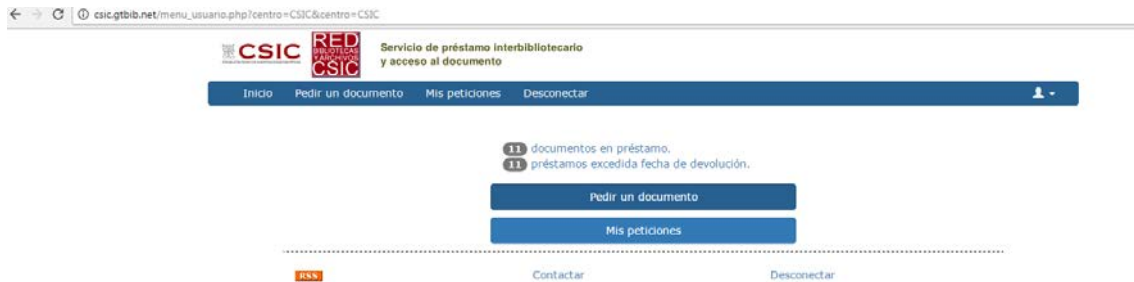 csic.gtbib.net/menu_usuario.php?centro=CSIC&centro=CSIC
CSIC
RED
BIBLIOTECAS
Y ARCHIVOS
CSIC
Servicio de préstamo interbibliotecario
y acceso al documento
Inicio Pedir un documento Mis peticiones Desconectar
11 documentos en préstamo.
11 préstamos excedida fecha de devolución.
Pedir un documento
Mis peticiones
RSS Contactar Desconectar